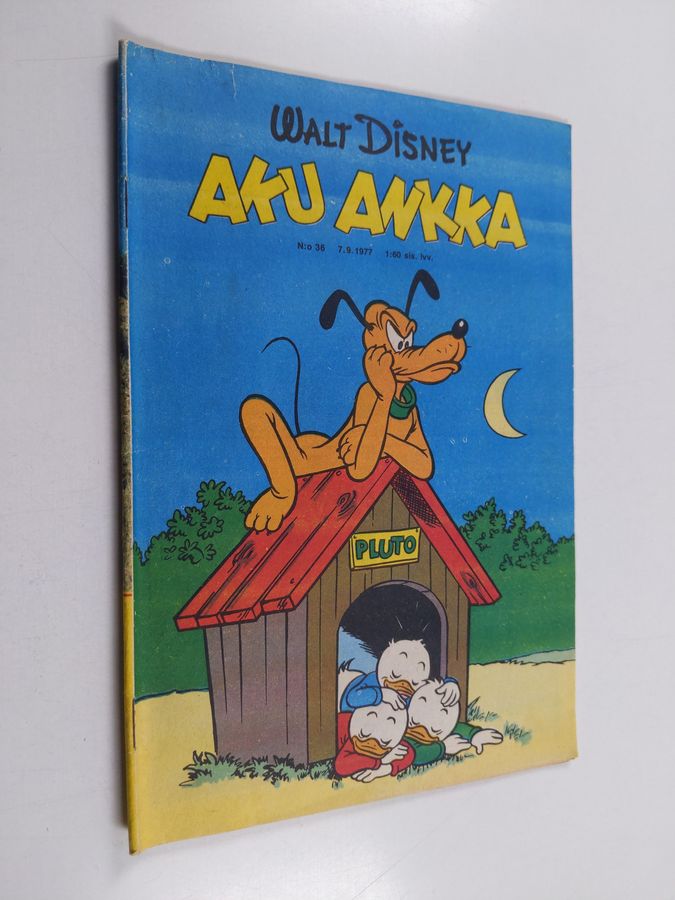 WALT DISNEY
AKU ANKKA
N:o 36 7.9.1977 1:60 sis. lvv.
PLUTO